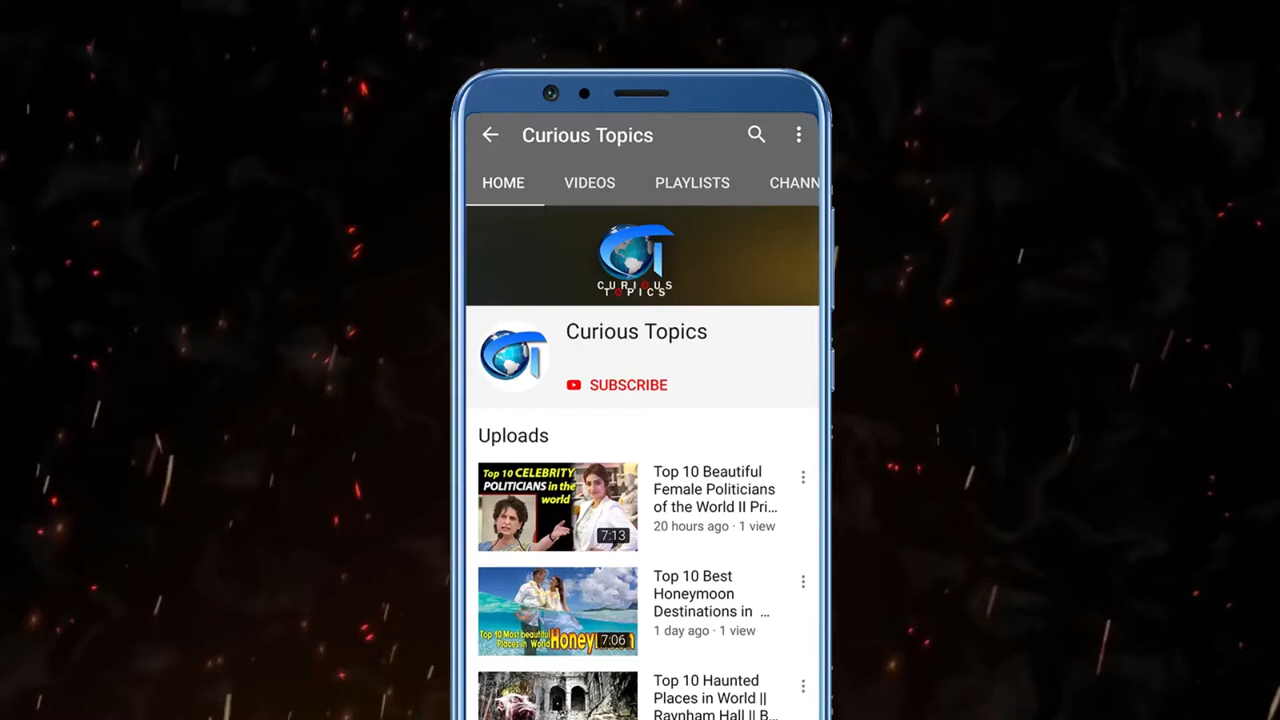 Curious Topics
HOME VIDEOS PLAYLISTS CHANN
CURIOUS
TOPICS
Curious Topics
SUBSCRIBE
Uploads
Top 10 CELEBRITY
POLITICIANS in the
world
7:13
Top 10 Beautiful
Female Politicians
of the World II Pri...
20 hours ago · 1 view
Top 10 Most beautiful
Places in World
Honey
7:06
Top 10 Best
Honeymoon
Destinations in ...
1 day ago · 1 view
Top 10 Haunted
Places in World ||
Raynham Hall || B...